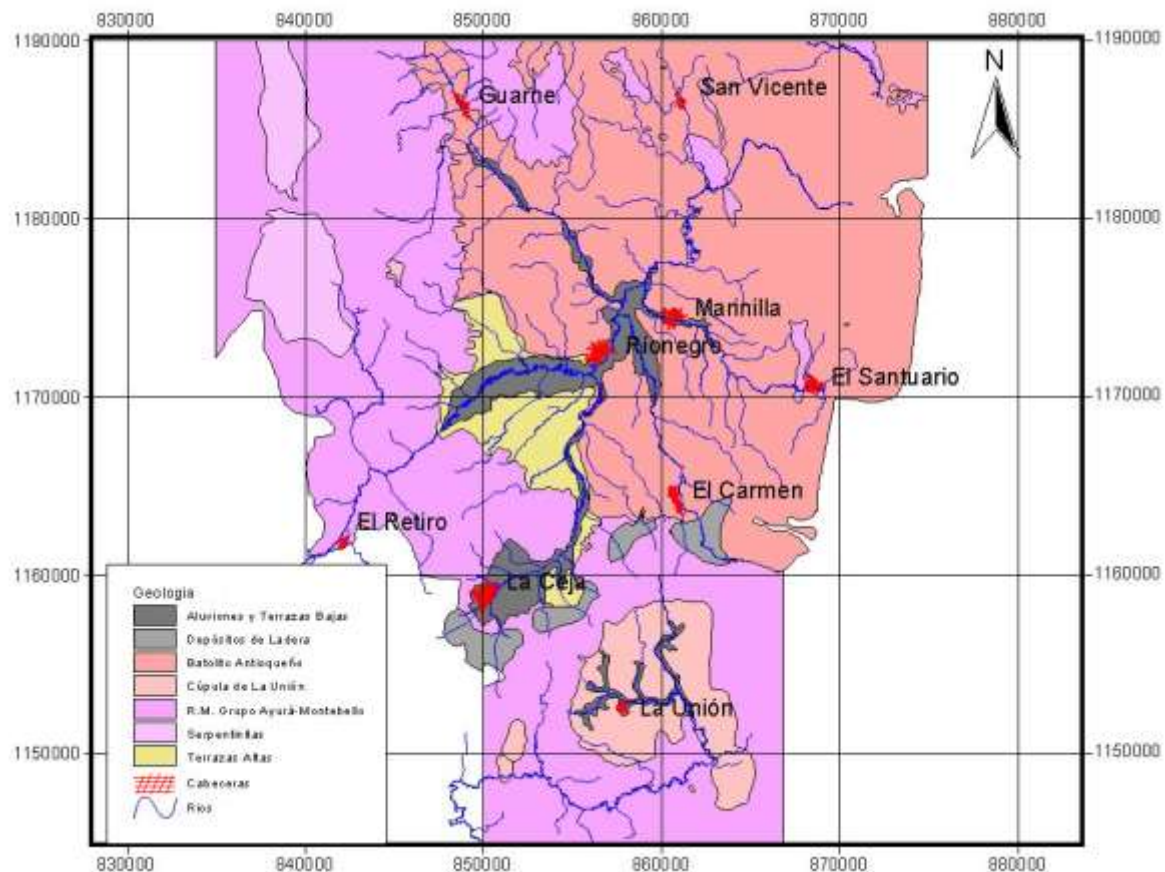 830000 840000 850000 860000 870000 880000
1190000 1190000
N
Guarne.
San Vicente
1180000 1180000
Marinilla
Rionegro
El Santuario
1170000 1170000
El Carmen
El Retiro
1160000 1160000
La Ceja
Geología
Aluviones y Terrazas Bajas
Depósitos de Ladera
Batolito Antioqueño
Cúpula de La Unión
R.M. Grupo Ayurá-Montebello
Serpentinitas
Terrazas Altas
Cabeceras
Ríos
La Unión
1150000 1150000
830000 840000 850000 860000 870000 880000